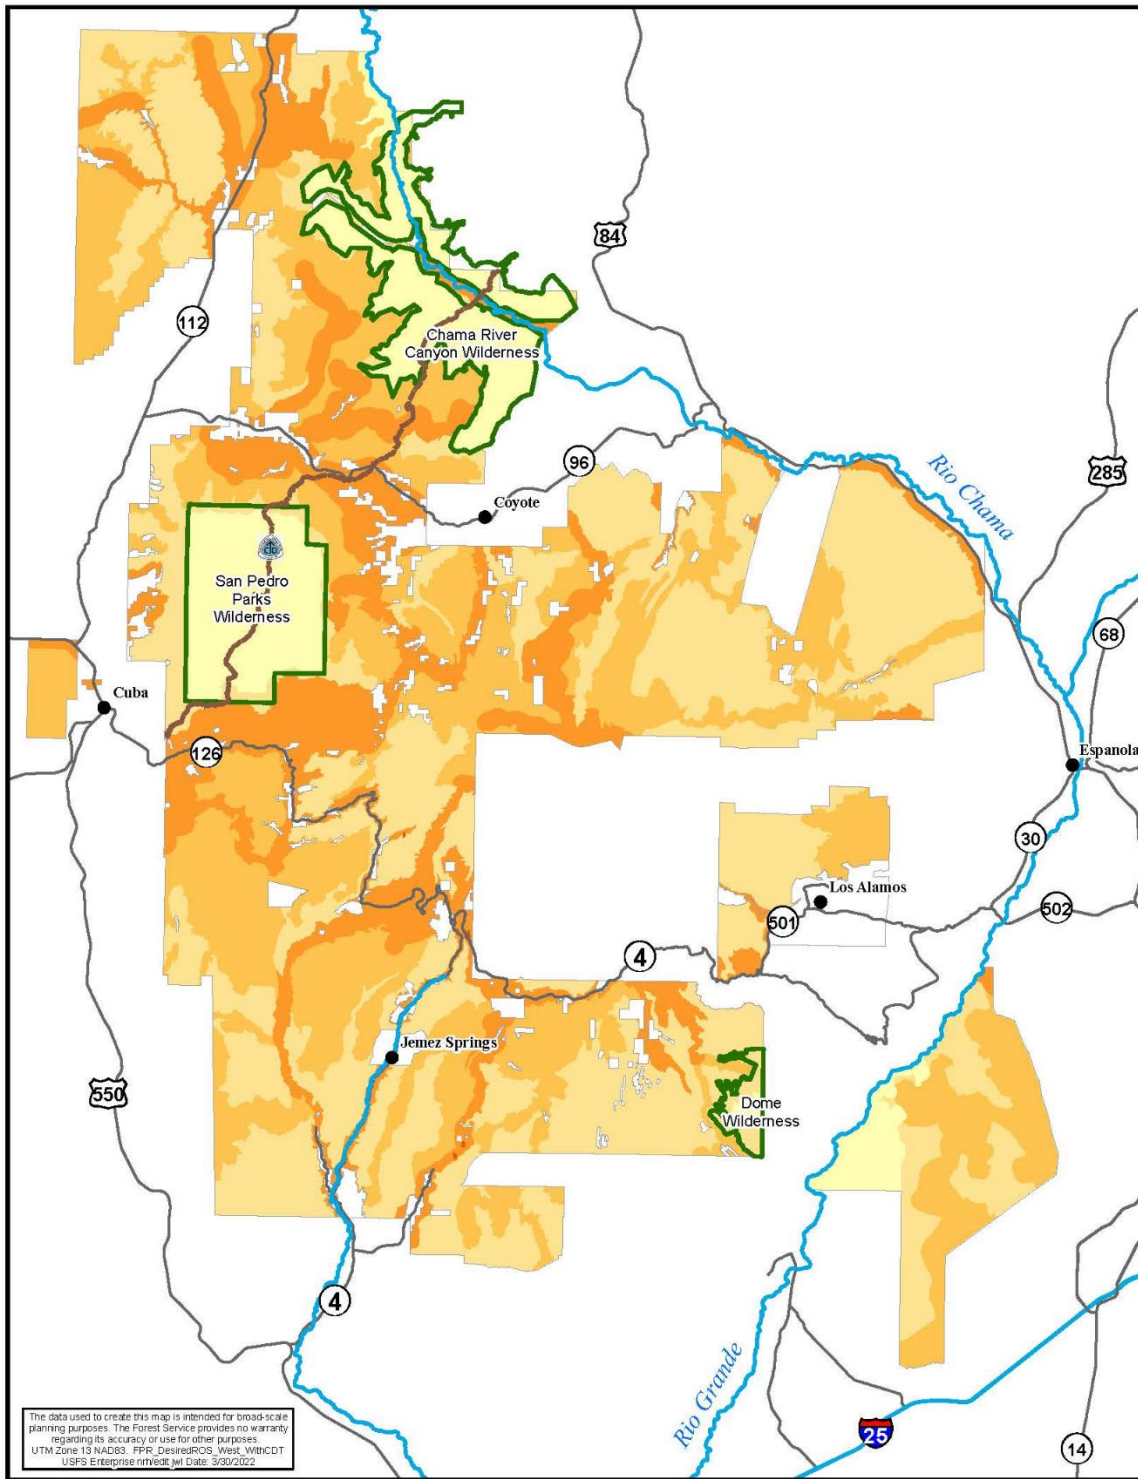 84
112
Chama River
Canyon Wilderness
96
Rio Chama
285
Coyote
San Pedro
Parks
Wilderness
68
Cuba
126
Espanola
30
Los Alamos
501
502
4
Jemez Springs
550
Dome
Wilderness
4
Rio Grande
25
14
The data used to create this map is intended for broad-scale
planning purposes. The Forest Service provides no warranty
regarding its accuracy or use for other purposes.
UTM Zone 13 NAD83. FPR_DesiredROS_West_WithCDT
USFS Enterprise nrh/edit jwl Date: 3/30/2022